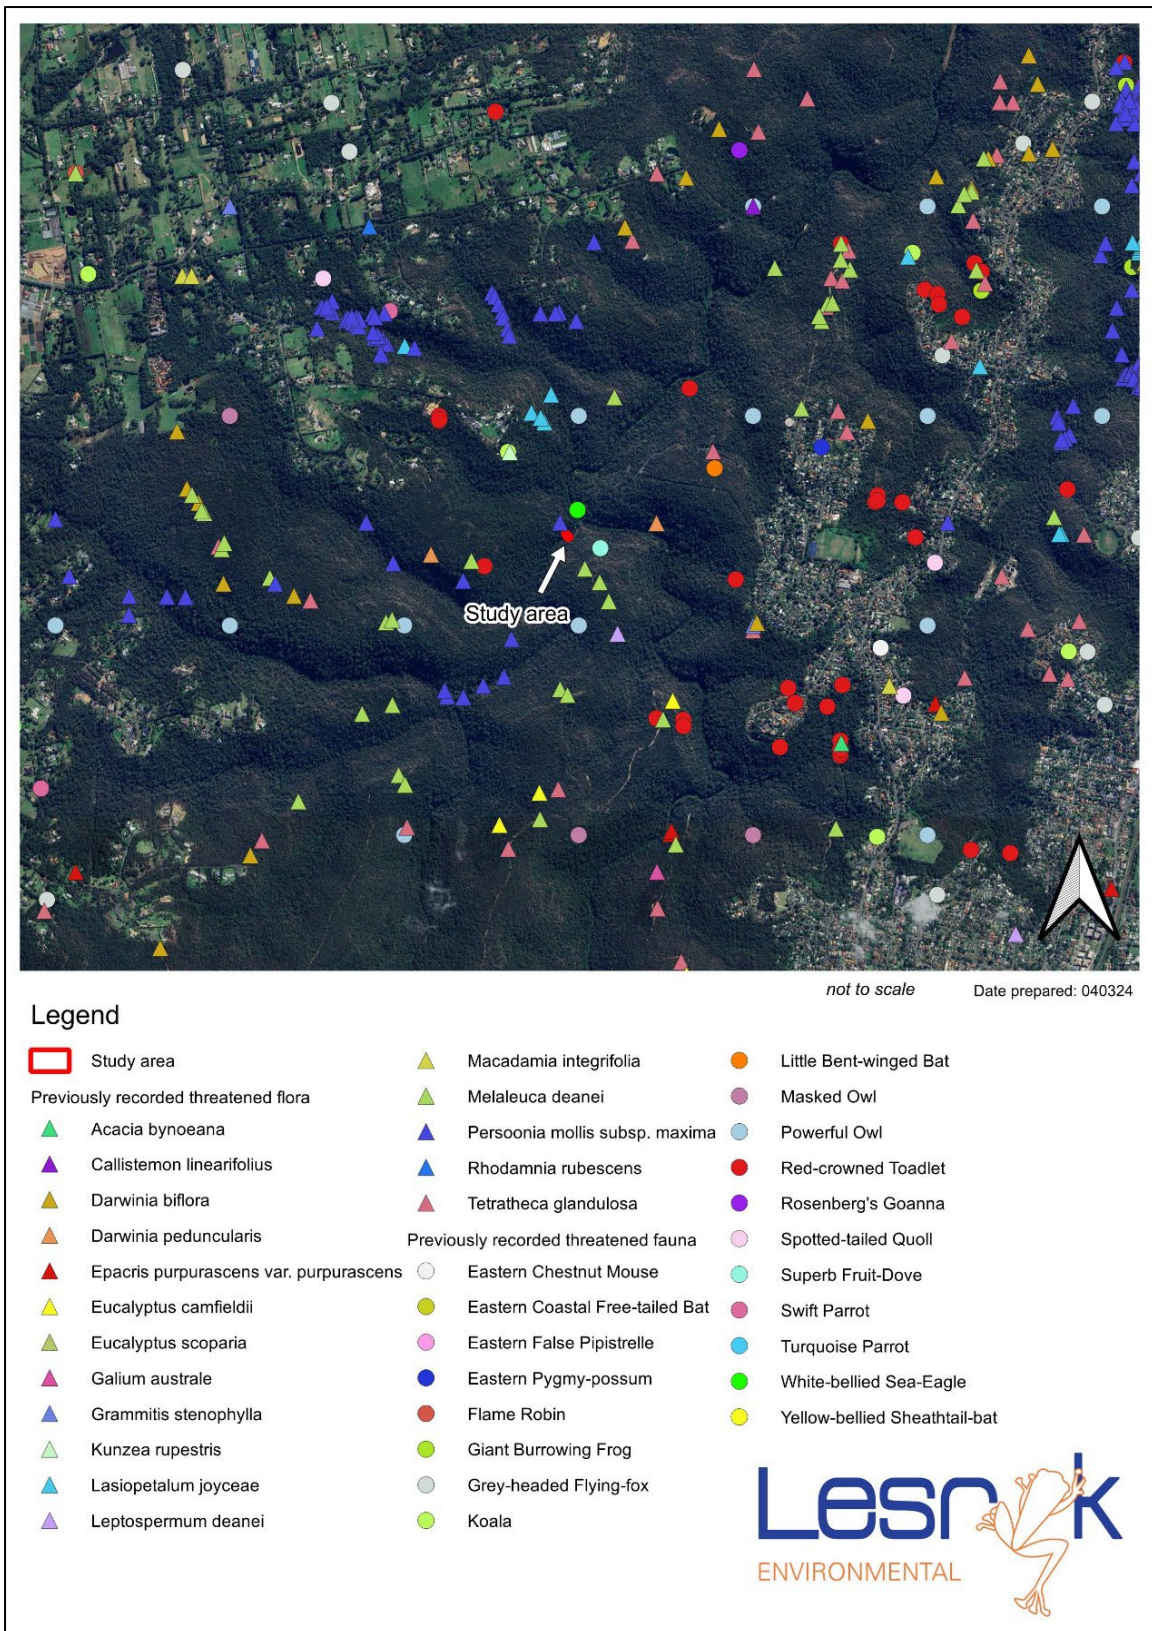 Study area
not to scale
Date prepared: 040324
Legend
Study area
Previously recorded threatened flora
Acacia bynoeana
Callistemon linearifolius
Darwinia biflora
Darwinia peduncularis
Epacris purpurascens var. purpurascens
Eucalyptus camfieldii
Eucalyptus scoparia
Galium australe
Grammitis stenophylla
Kunzea rupestris
Lasiopetalum joyceae
Leptospermum deanei
Macadamia integrifolia
Melaleuca deanei
Persoonia mollis subsp. maxima
Rhodamnia rubescens
Tetratheca glandulosa
Previously recorded threatened fauna
Eastern Chestnut Mouse
Eastern Coastal Free-tailed Bat
Eastern False Pipistrelle
Eastern Pygmy-possum
Flame Robin
Giant Burrowing Frog
Grey-headed Flying-fox
Koala
Little Bent-winged Bat
Masked Owl
Powerful Owl
Red-crowned Toadlet
Rosenberg's Goanna
Spotted-tailed Quoll
Superb Fruit-Dove
Swift Parrot
Turquoise Parrot
White-bellied Sea-Eagle
Yellow-bellied Sheathtail-bat
Lesryk
ENVIRONMENTAL